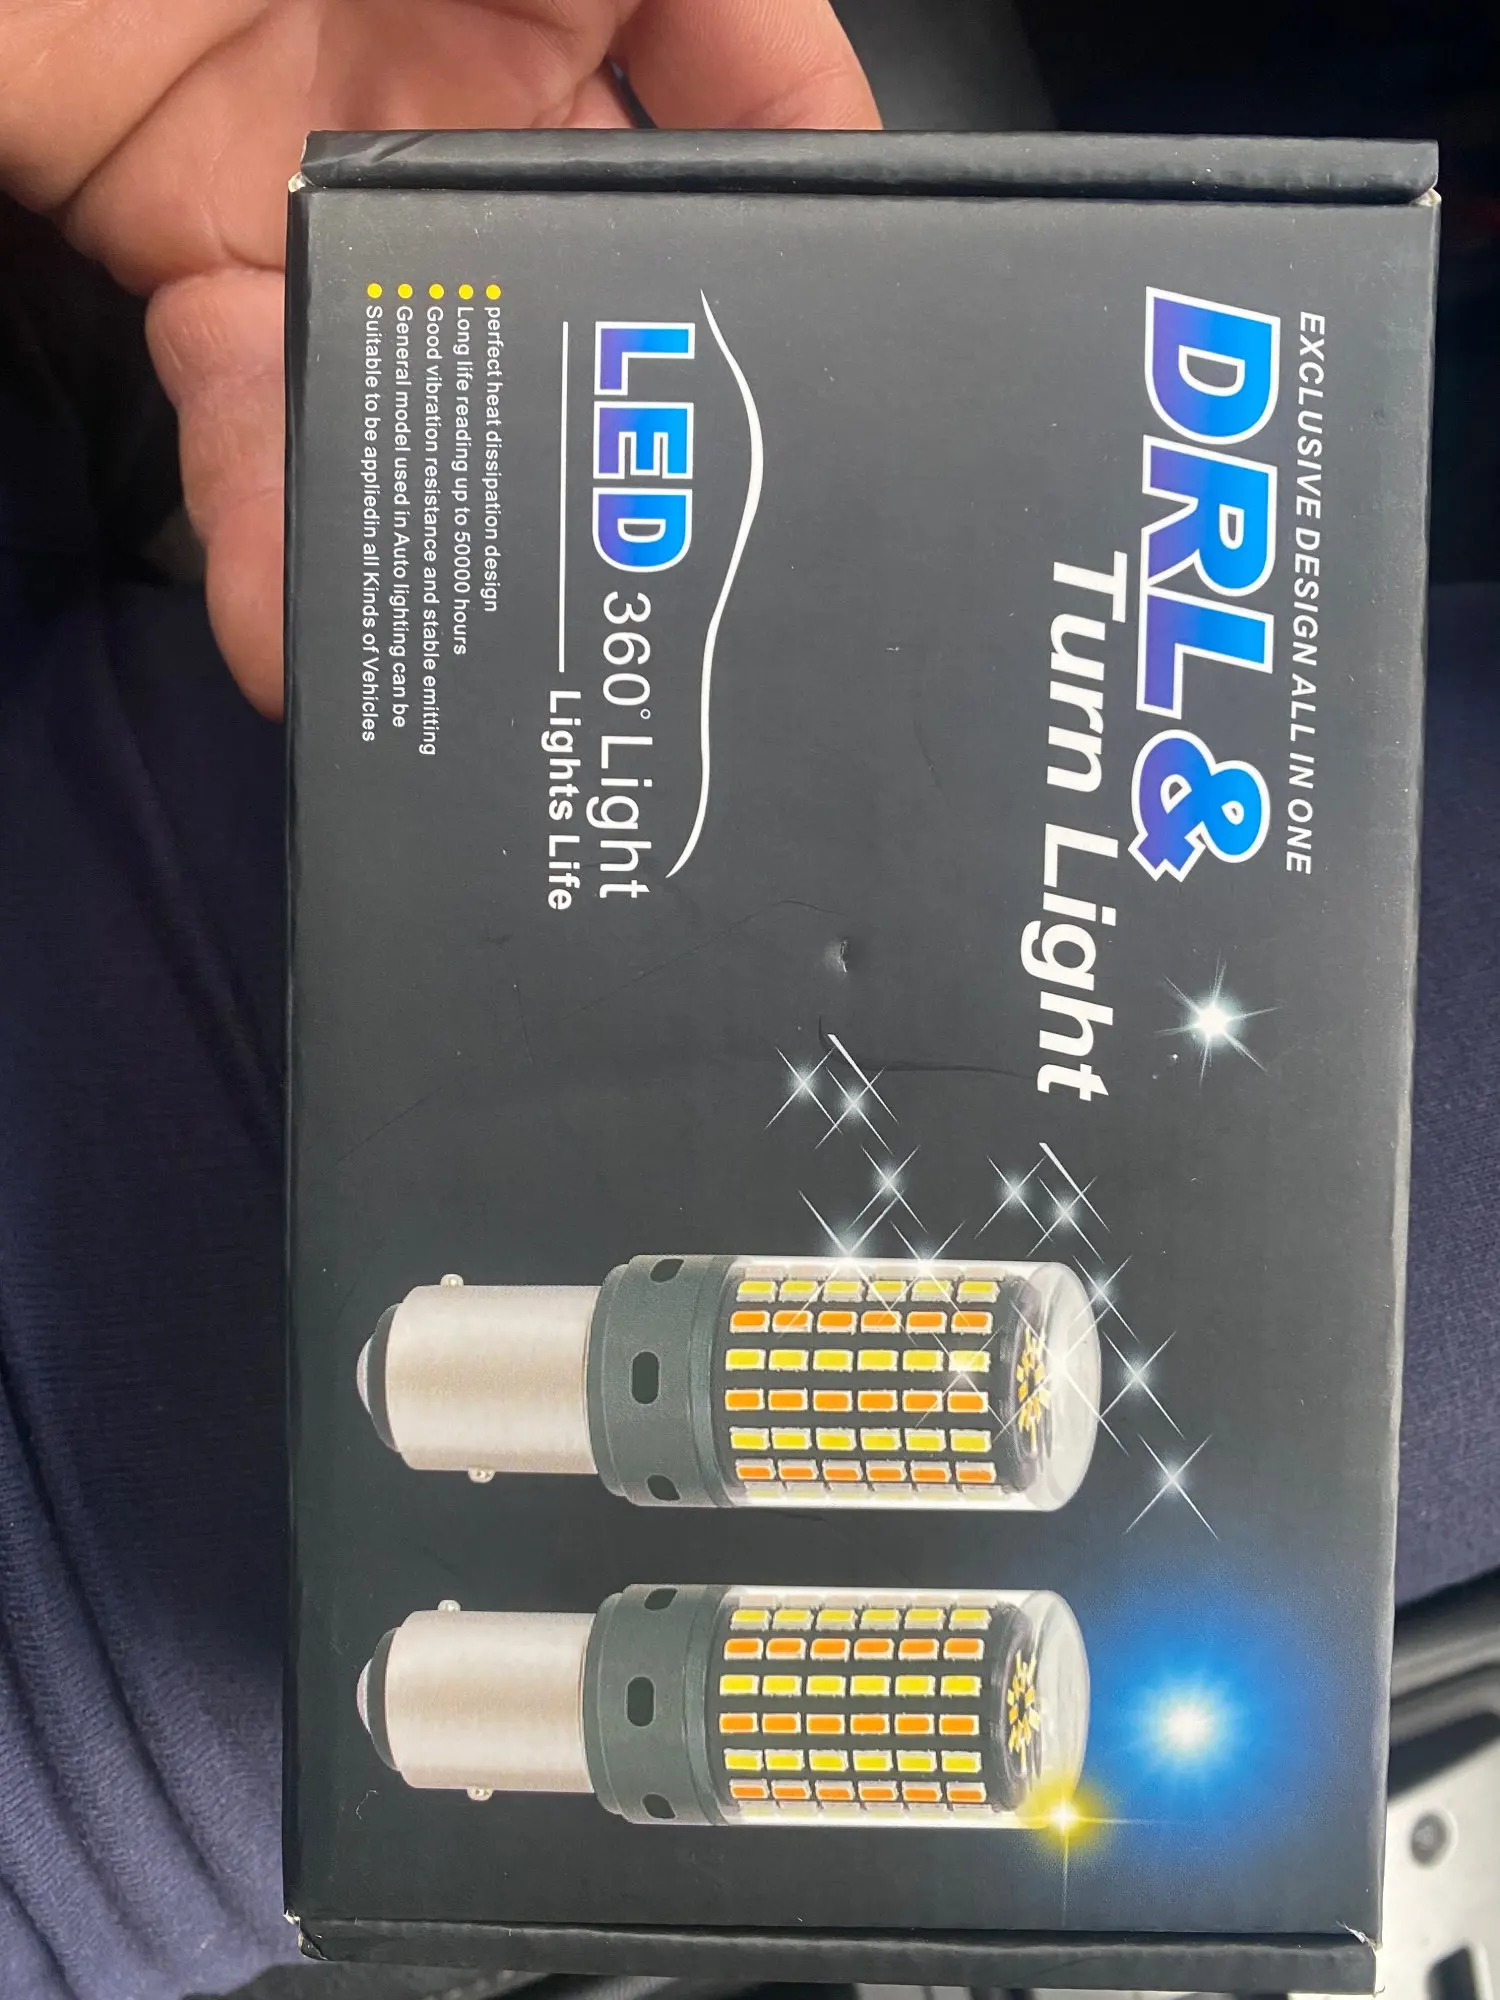 EXCLUSIVE DESIGN ALL IN ONE
DRL&
Turn Light
LED 360° Light
Lights Life
perfect heat dissipation design
Long life reading up to 50000 hours
Good vibration resistance and stable emitting
General model used in Auto lighting can be
Suitable to be appliedin all Kinds of Vehicles